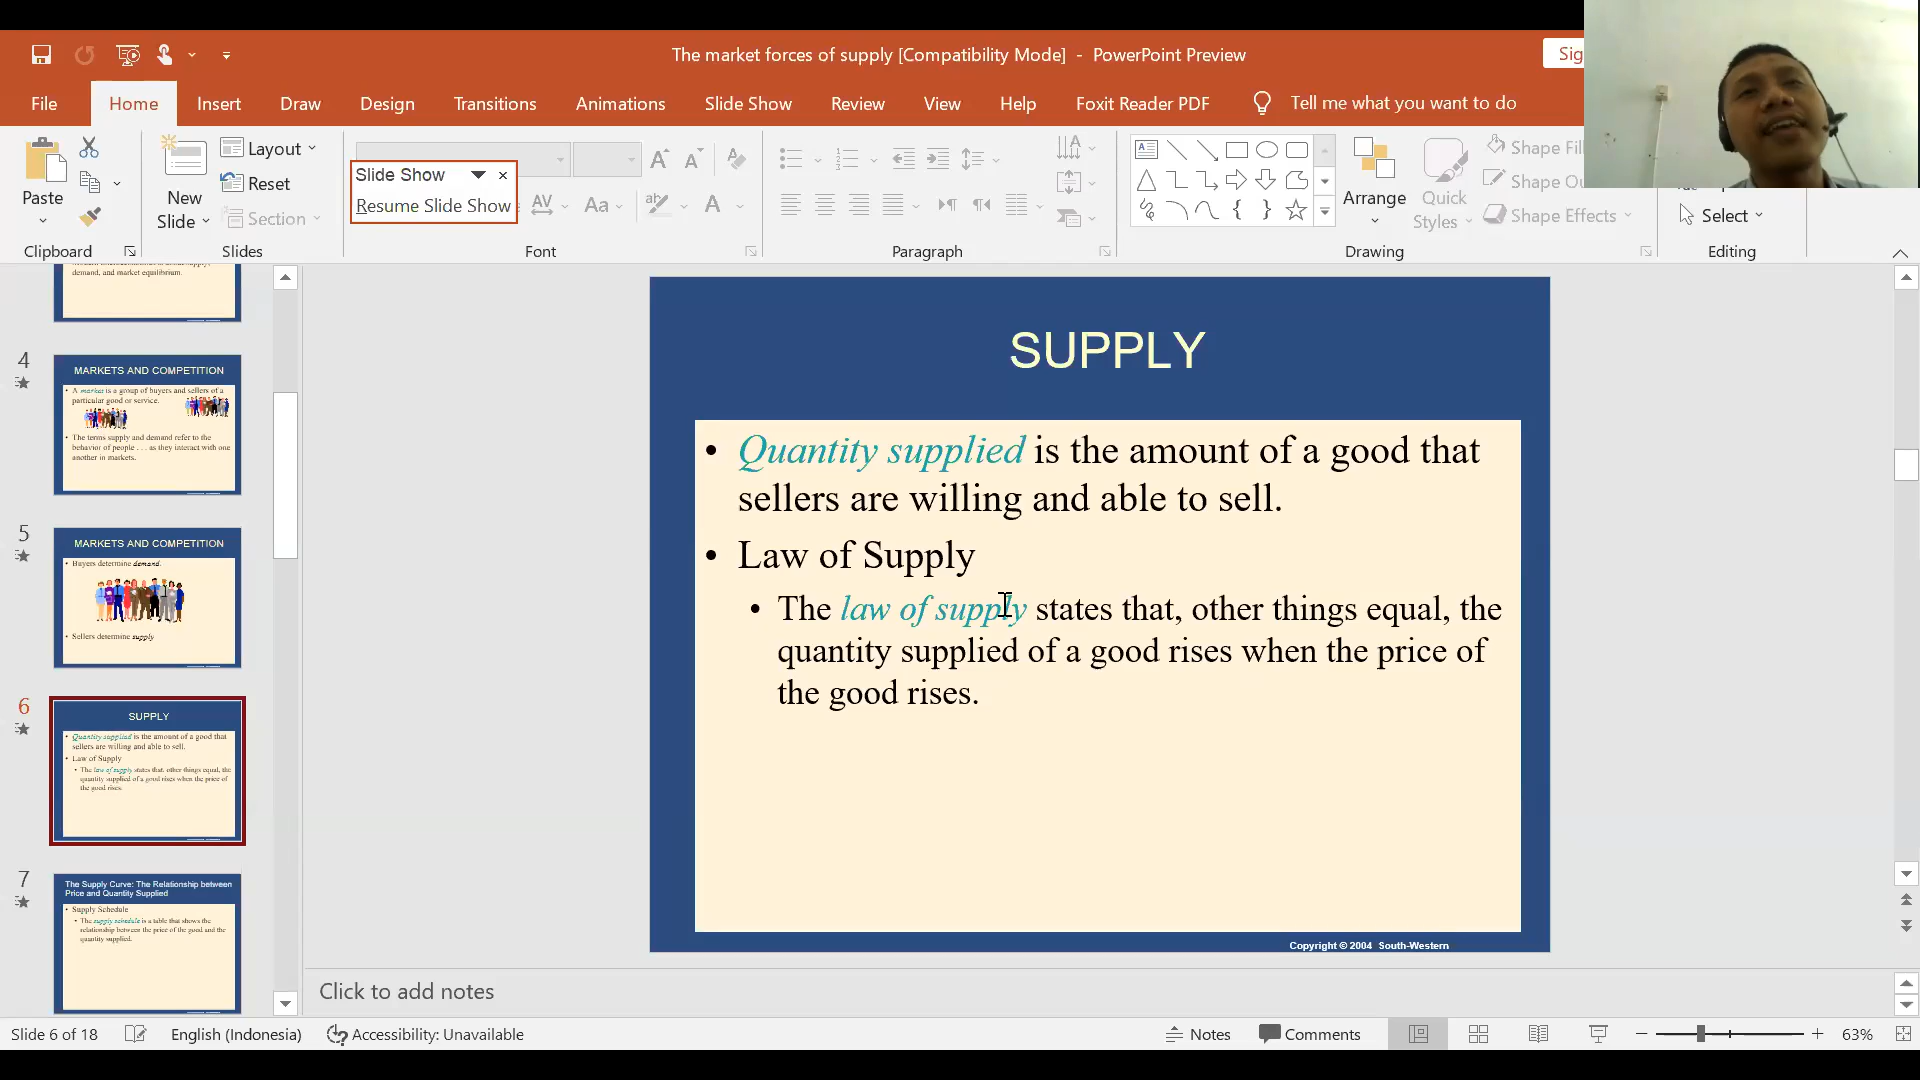 The market forces of supply [Compatibility Mode] - PowerPoint Preview
Sig
File Home Insert Draw Design Transitions Animations Slide Show Review View Help Foxit Reader PDF Tell me what you want to do
Paste
New
Slide
Layout
Reset
Section
Slide Show
Resume Slide Show
Arrange
Quick
Styles
Shape Fil
Shape Ou
Shape Effects
Select
Clipboard
Slides
Font
Paragraph
Drawing
Editing
demand, and market equilibrium.
4
MARKETS AND COMPETITION
• A market is a group of buyers and sellers of a
particular good or service.
• The terms supply and demand refer to the
behavior of people . . . as they interact with one
another in markets.
5
MARKETS AND COMPETITION
• Buyers determine demand.
• Sellers determine supply
6
SUPPLY
• Quantity supplied is the amount of a good that
sellers are willing and able to sell.
• Law of Supply
• The law of supply states that, other things equal, the
quantity supplied of a good rises when the price of
the good rises.
7
The Supply Curve: The Relationship between
Price and Quantity Supplied
• Supply Schedule
• The supply schedule is a table that shows the
relationship between the price of the good and the
quantity supplied.
SUPPLY
• Quantity supplied is the amount of a good that
sellers are willing and able to sell.
• Law of Supply
• The law of supply states that, other things equal, the
quantity supplied of a good rises when the price of
the good rises.
Copyright © 2004 South-Western
Click to add notes
Slide 6 of 18 English (Indonesia) Accessibility: Unavailable Notes Comments 63%